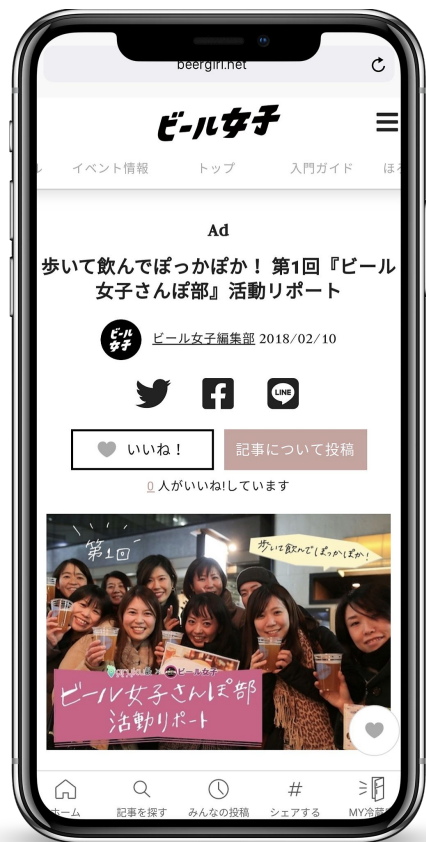 beergirl.net
ビール女子
イベント情報 トップ 入門ガイド ほろ
Ad
歩いて飲んでぽっかぽか！ 第1回『ビール
女子さんぽ部』活動リポート
ビール
女子
ビール女子編集部 2018/02/10
LINE
いいね！ 記事について投稿
0 人がいいね!しています
第1回
歩いて飲んでぽっかぽか!
aruku& × ビール女子
ビール女子さんぽ部
活動リポート
ホーム 記事を探す みんなの投稿 シェアする MY冷蔵